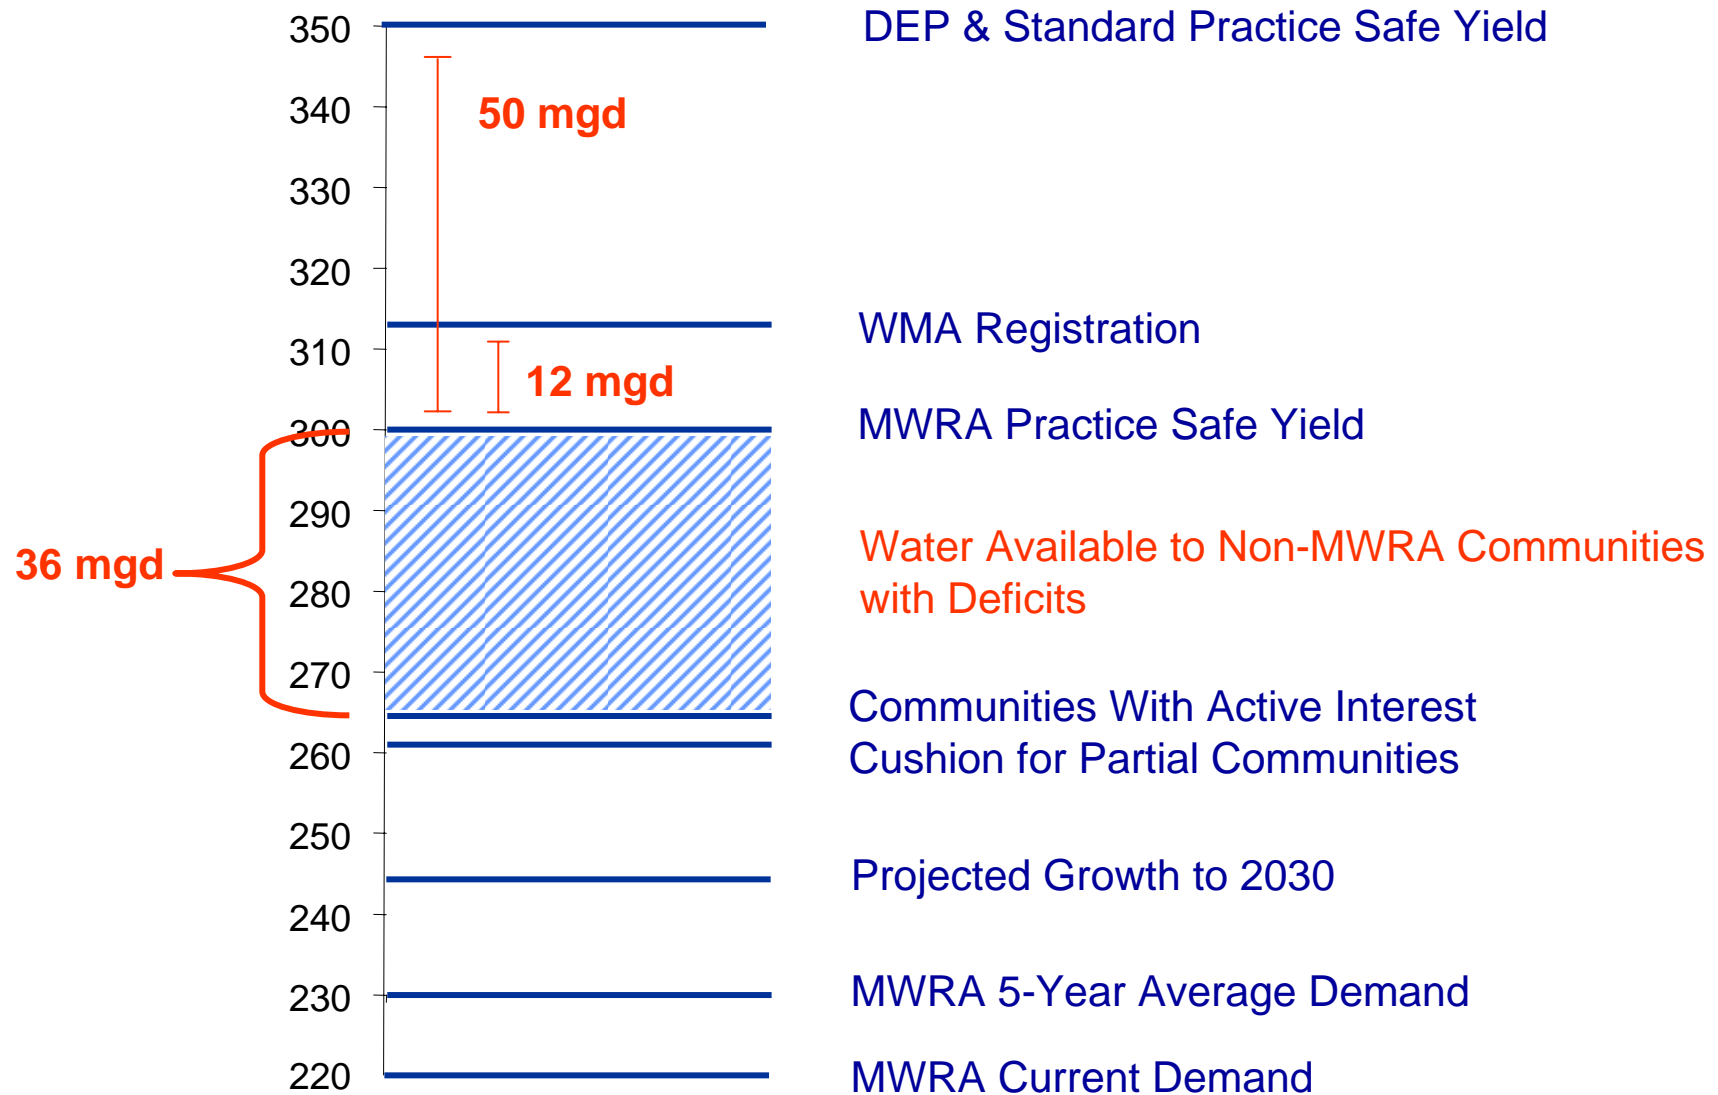 350 DEP & Standard Practice Safe Yield
340 50 mgd
330
320
WMA Registration
310
12 mgd
300 MWRA Practice Safe Yield
290
Water Available to Non-MWRA Communities
36 mgd
280 with Deficits
270
Communities With Active Interest
260 Cushion for Partial Communities
250
Projected Growth to 2030
240
230 MWRA 5-Year Average Demand
220 MWRA Current Demand